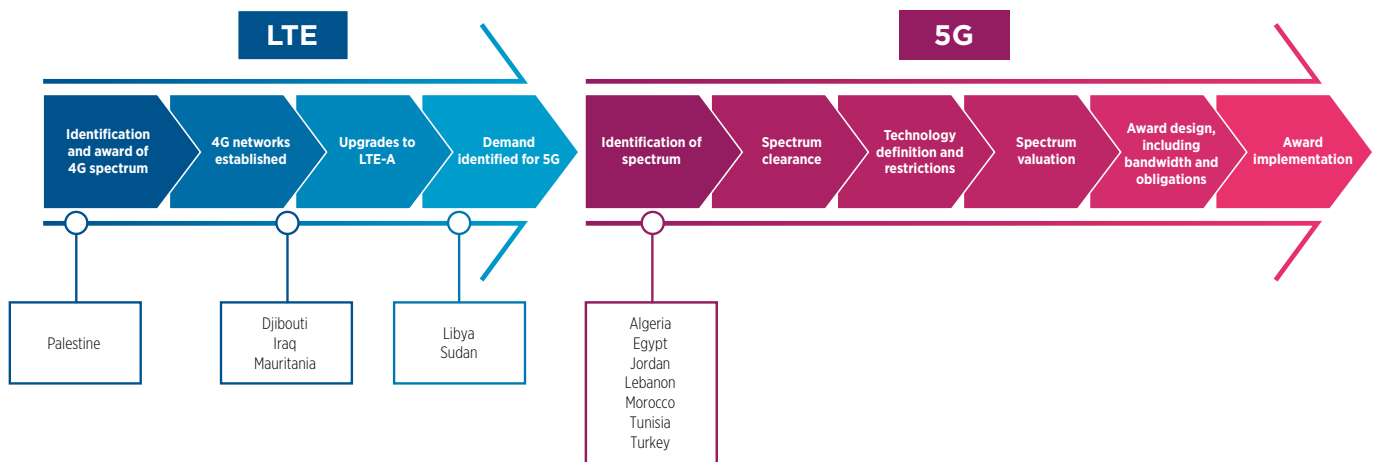 LTE
5G
Identification
and award of
4G spectrum
4G networks
established
Upgrades to
LTE-A
Demand
identified for 5G
Identification of
spectrum
Spectrum
clearance
Technology
definition and
restrictions
Spectrum
valuation
Award design,
including
bandwidth and
obligations
Award
implementation
Palestine
Djibouti
Iraq
Mauritania
Libya
Sudan
Algeria
Egypt
Jordan
Lebanon
Morocco
Tunisia
Turkey